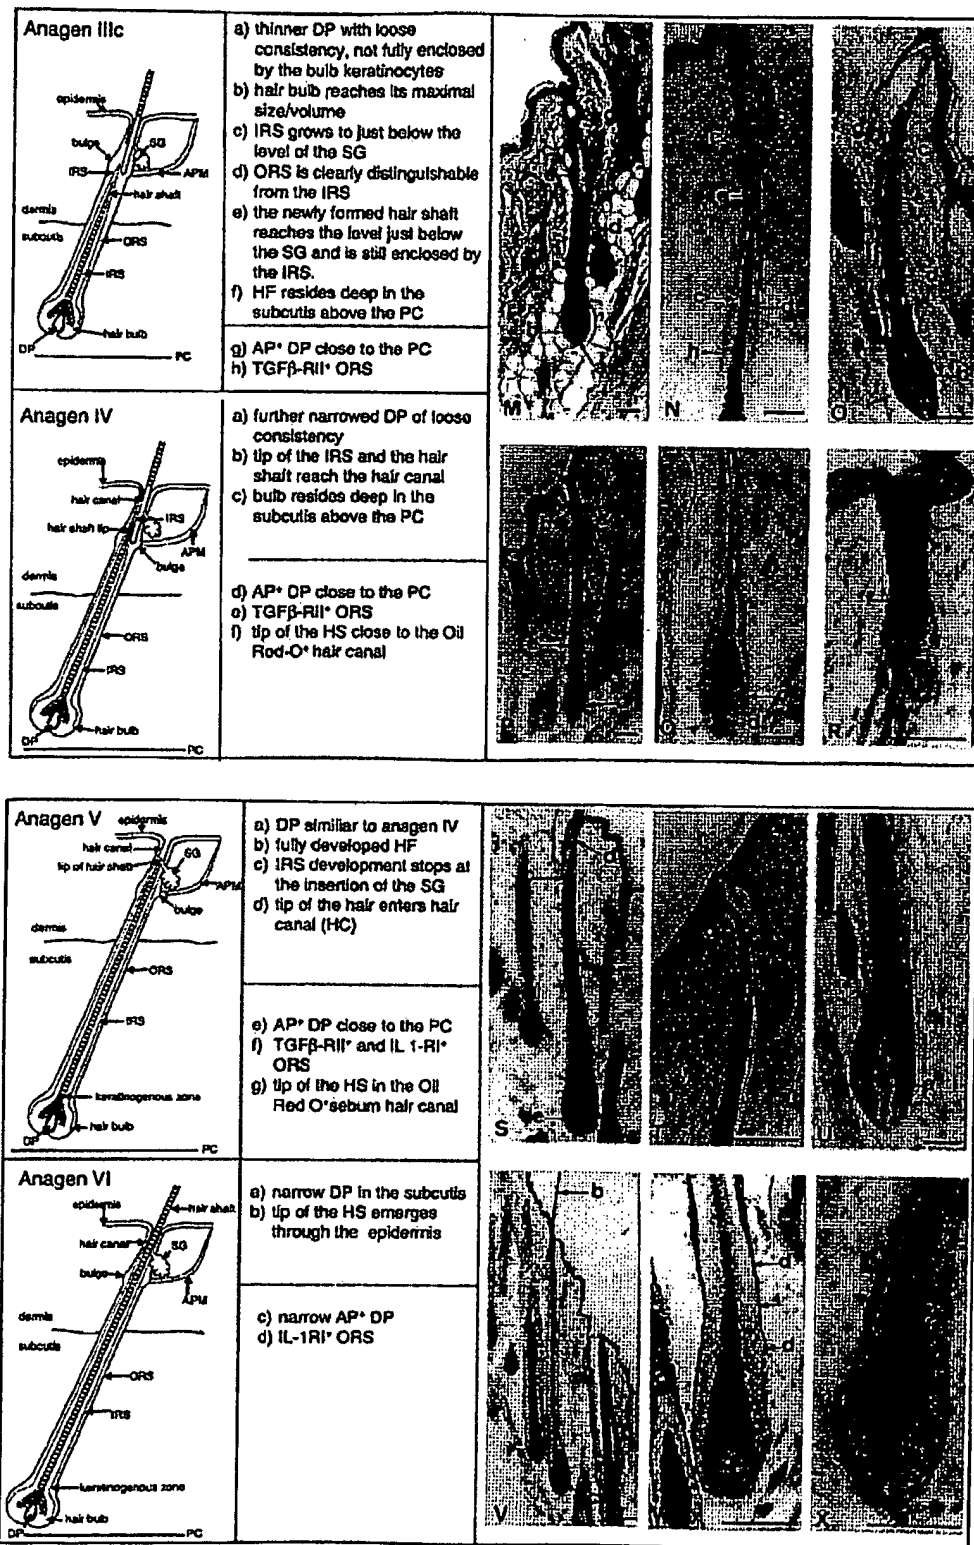 Anagen IIIc
epidermis
bulge
SG
IRS
APM
hair shaft
dermis
subcutis
ORS
IRS
hair bulb
DP
PC
a) thinner DP with loose
consistency, not fully enclosed
by the bulb keratinocytes
b) hair bulb reaches its maximal
size/volume
c) IRS grows to just below the
level of the SG
d) ORS is clearly distinguishable
from the IRS
e) the newly formed hair shaft
reaches the level just below
the SG and is still enclosed by
the IRS.
f) HF resides deep in the
subcutis above the PC
g) AP+ DP close to the PC
h) TGFβ-RII+ ORS
d
M
h
N
Anagen IV
epidermis
hair canal
IRS
hair shaft tip
APM
bulge
dermis
subcutis
ORS
IRS
hair bulb
DP
PC
a) further narrowed DP of loose
consistency
b) tip of the IRS and the hair
shaft reach the hair canal
c) bulb resides deep in the
subcutis above the PC
d) AP+ DP close to the PC
e) TGFβ-RII+ ORS
f) tip of the HS close to the Oil
Red-O+ hair canal
R
Anagen V
epidermis
hair canal
SG
tip of hair shaft
APM
bulge
dermis
subcutis
ORS
IRS
keratinogenous zone
hair bulb
DP
PC
a) DP similiar to anagen IV
b) fully developed HF
c) IRS development stops at
the insertion of the SG
d) tip of the hair enters hair
canal (HC)
e) AP+ DP close to the PC
f) TGFβ-RII+ and IL 1-RI+
ORS
g) tip of the HS in the Oil
Red O+sebum hair canal
d
S
Anagen VI
epidermis
hair shaft
hair canal
SG
bulge
APM
dermis
subcutis
ORS
IRS
keratinogenous zone
hair bulb
DP
PC
a) narrow DP in the subcutis
b) tip of the HS emerges
through the epidermis
c) narrow AP+ DP
d) IL-1RI+ ORS
b
V
d
d
X